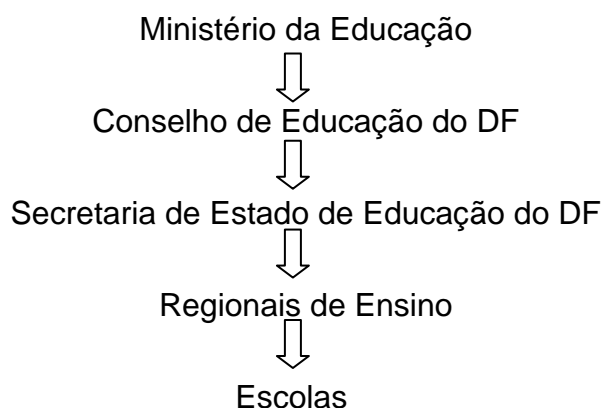 Ministério da Educação
Conselho de Educação do DF
Secretaria de Estado de Educação do DF
Regionais de Ensino
Escolas